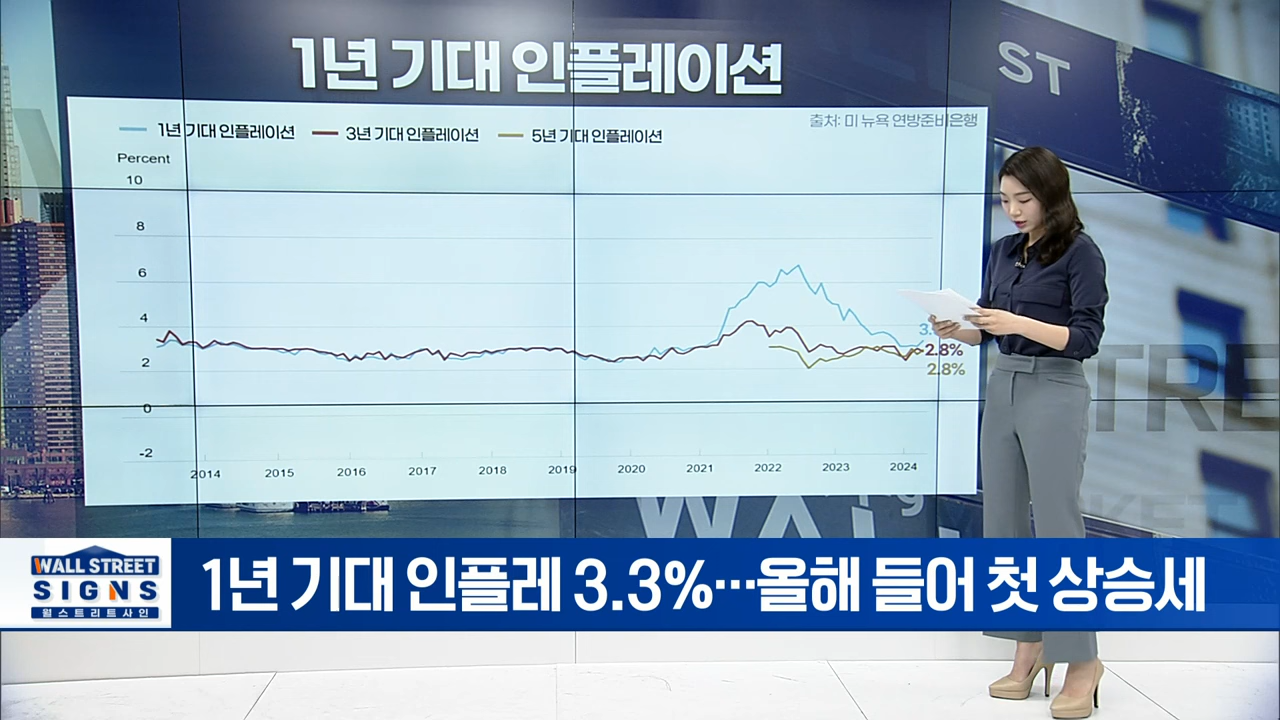 1년 기대 인플레이션
1년 기대 인플레이션 3년 기대 인플레이션 5년 기대 인플레이션
출처: 미 뉴욕 연방준비은행
Percent
10
8
6
4
2
0
-2
2.8%
2.8%
2014 2015 2016 2017 2018 2019 2020 2021 2022 2023 2024
ST
TRE
WALL
WALL STREET
SIGNS
월스트리트사인
1년 기대 인플레 3.3%…올해 들어 첫 상승세